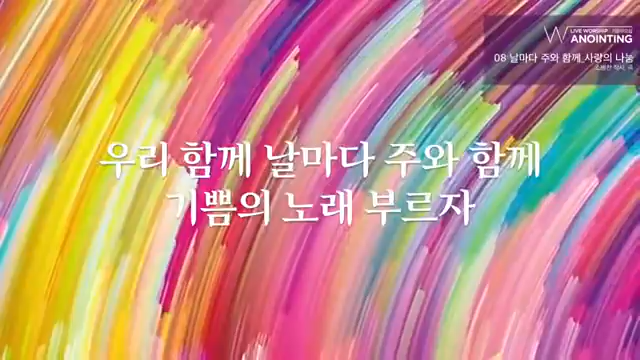 LIVE WORSHIP
ANOINTING
08 날마다 주와 함께_사랑의 나눔
우리 함께 날마다 주와 함께
기쁨의 노래 부르자